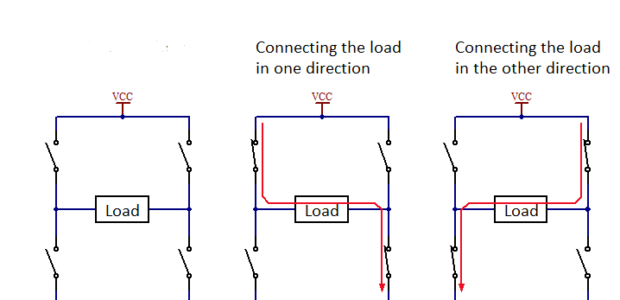 Connecting the load
in one direction
Connecting the load
in the other direction
VCC
VCC
VCC
Load
Load
Load